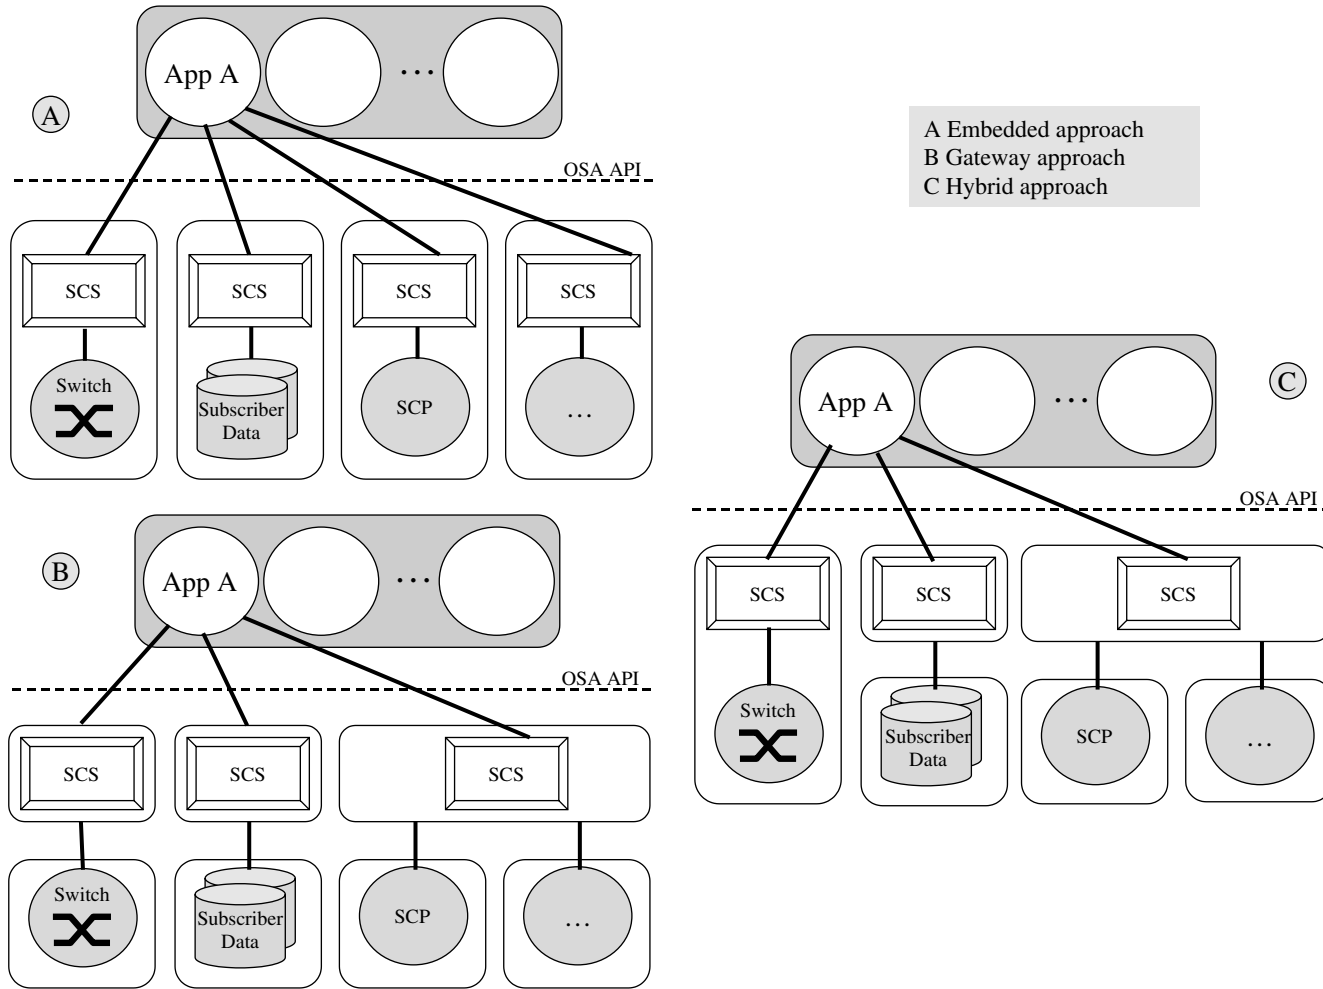 App A
…
A
OSA API
SCS
SCS
SCS
SCS
Switch
Subscriber
Data
SCP
…
A Embedded approach
B Gateway approach
C Hybrid approach
App A
…
B
OSA API
SCS
SCS
SCS
Switch
Subscriber
Data
SCP
…
App A
…
C
OSA API
SCS
SCS
SCS
Switch
Subscriber
Data
SCP
…